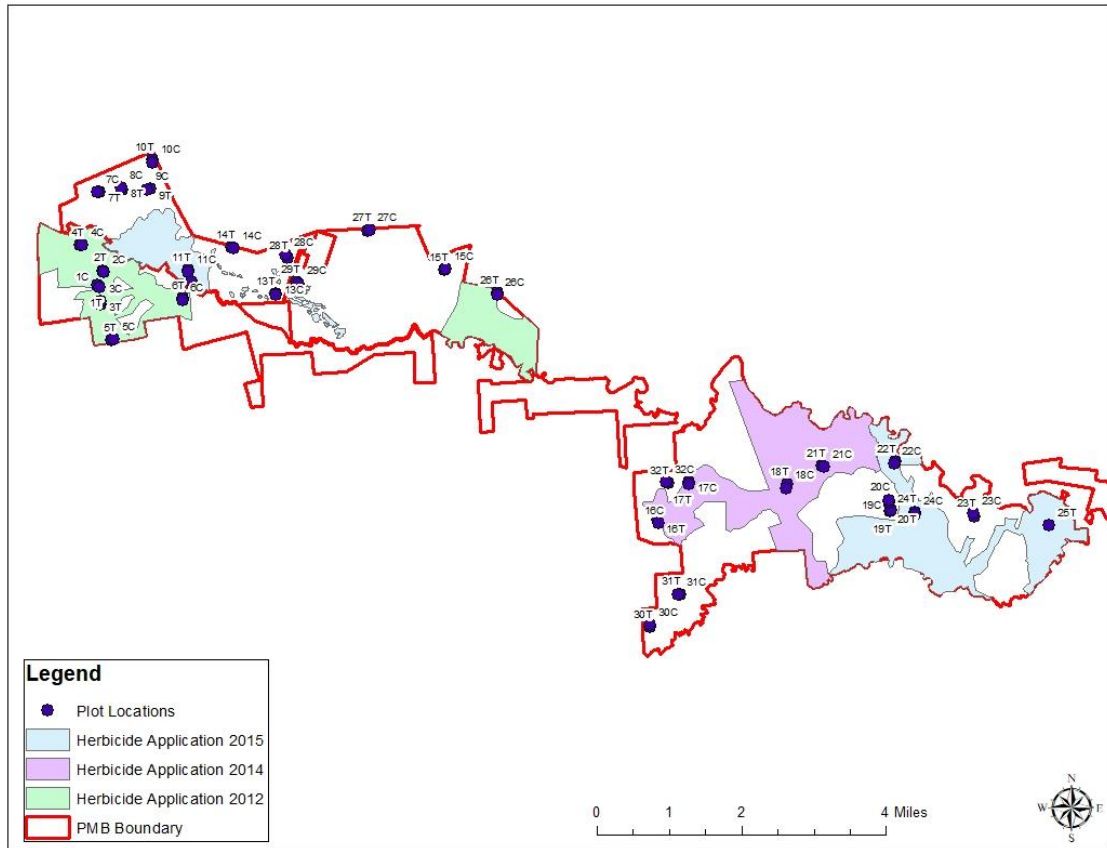 10T 10C
7C 8C 9C
7T 8T 9T
4T 4C
14T 14C
27T 27C
28T 28C
2T 2C
11T 11C
15T 15C
29T 29C
1C 3C
6T 6C
13T 13C
26T 26C
1T 3T
5T 5C
21T 21C
22T 22C
32T 32C
18T 18C
17C
17T
20C
24T 24C
23T 23C
16C
19C
20T
25T
16T
19T
31T 31C
30T 30C
Legend
Plot Locations
Herbicide Application 2015
Herbicide Application 2014
Herbicide Application 2012
PMB Boundary
0 1 2 4 Miles
N
W E
S